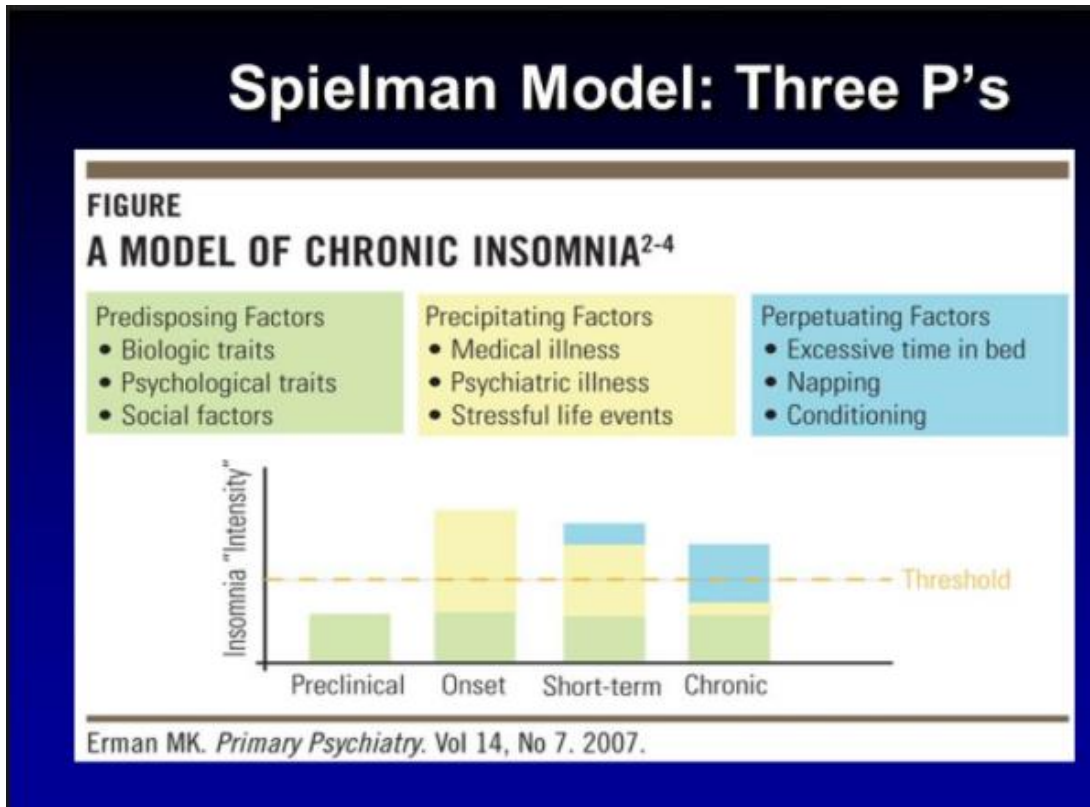 Spielman Model: Three P's
FIGURE
A MODEL OF CHRONIC INSOMNIA²⁻⁴
Predisposing Factors
• Biologic traits
• Psychological traits
• Social factors
Precipitating Factors
• Medical illness
• Psychiatric illness
• Stressful life events
Perpetuating Factors
• Excessive time in bed
• Napping
• Conditioning
Insomnia "Intensity"
Threshold
Preclinical Onset Short-term Chronic
Erman MK. Primary Psychiatry. Vol 14, No 7. 2007.